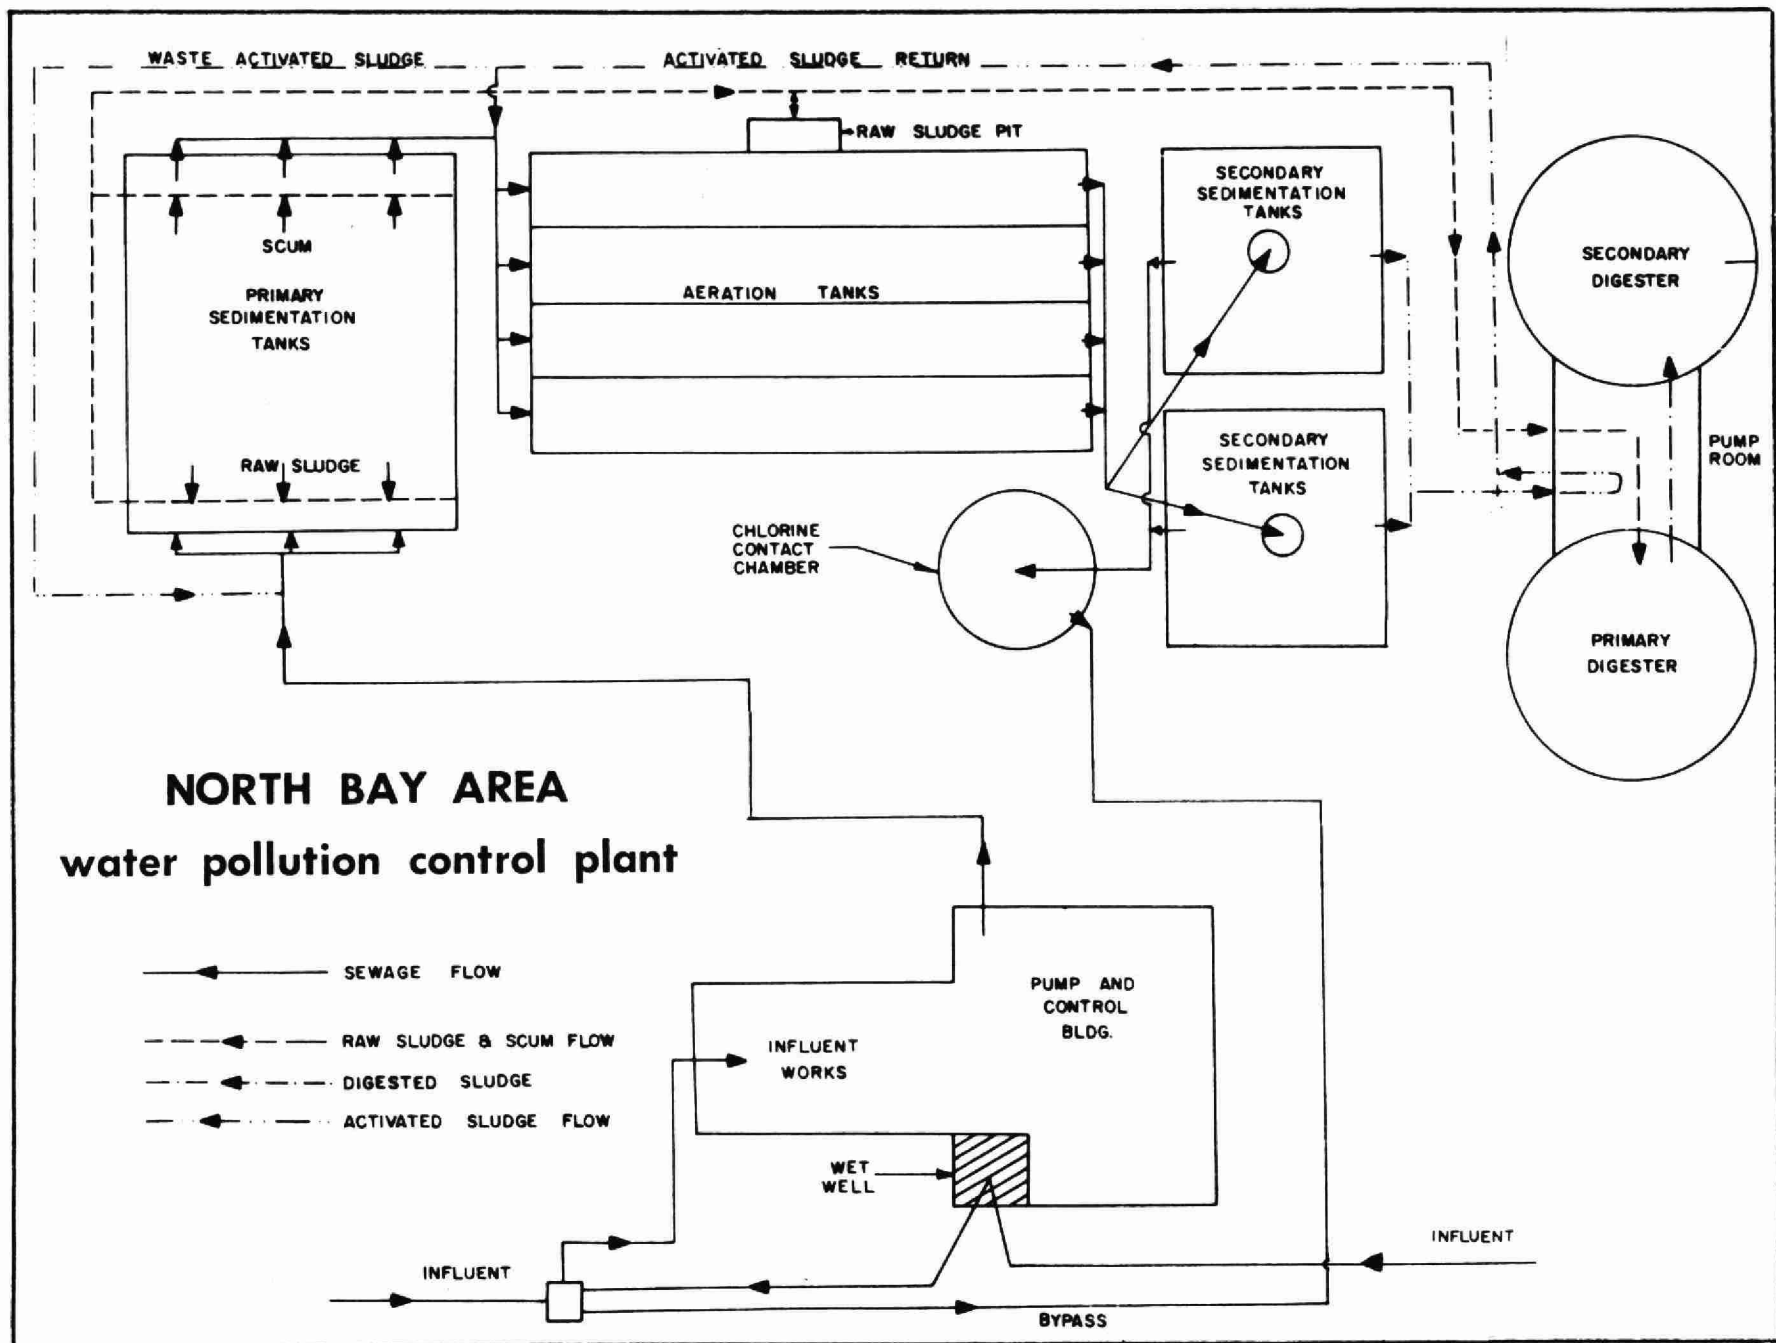 WASTE ACTIVATED SLUDGE
ACTIVATED SLUDGE RETURN
RAW SLUDGE PIT
SCUM
PRIMARY
SEDIMENTATION
TANKS
RAW SLUDGE
AERATION TANKS
SECONDARY
SEDIMENTATION
TANKS
SECONDARY
SEDIMENTATION
TANKS
SECONDARY
DIGESTER
PUMP
ROOM
PRIMARY
DIGESTER
CHLORINE
CONTACT
CHAMBER
NORTH BAY AREA
water pollution control plant
SEWAGE FLOW
RAW SLUDGE & SCUM FLOW
DIGESTED SLUDGE
ACTIVATED SLUDGE FLOW
PUMP AND
CONTROL
BLDG.
INFLUENT
WORKS
WET
WELL
INFLUENT
INFLUENT
BYPASS